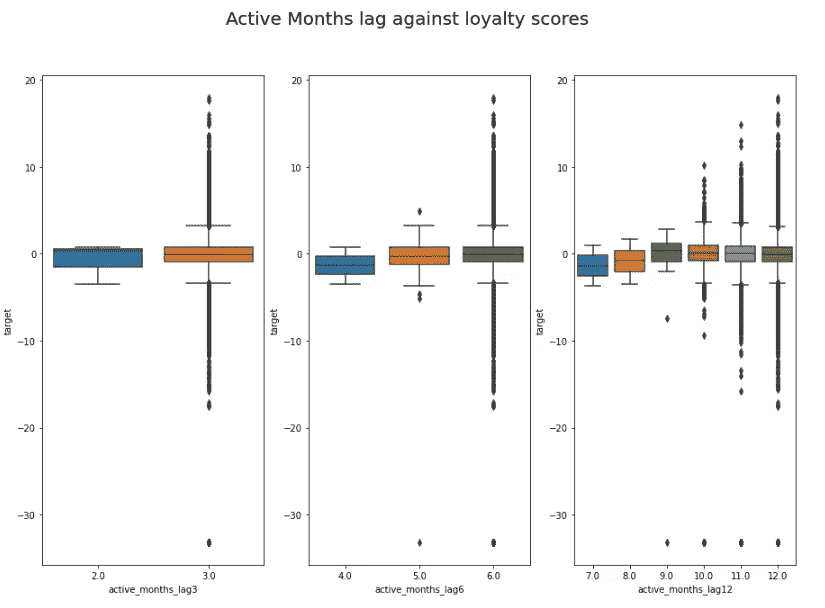 Active Months lag against loyalty scores
20
10
0
−10
−20
−30
target
2.0 3.0
active_months_lag3
20
10
0
−10
−20
−30
target
4.0 5.0 6.0
active_months_lag6
20
10
0
−10
−20
−30
target
7.0 8.0 9.0 10.0 11.0 12.0
active_months_lag12